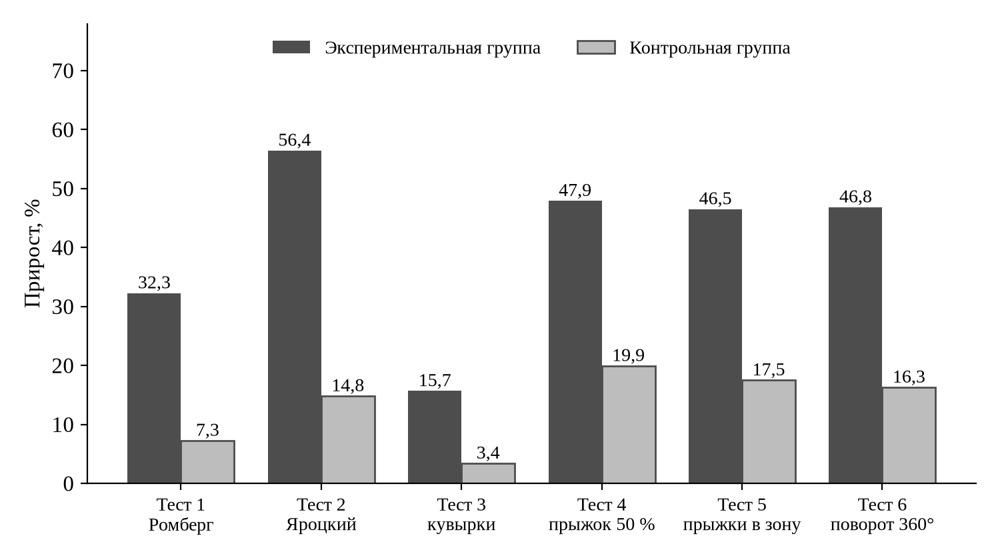 Экспериментальная группа
Контрольная группа
Прирост, %
70
60
50
40
30
20
10
0
32,3
7,3
56,4
14,8
15,7
3,4
47,9
19,9
46,5
17,5
46,8
16,3
Тест 1
Ромберг
Тест 2
Яроцкий
Тест 3
кувырки
Тест 4
прыжок 50 %
Тест 5
прыжки в зону
Тест 6
поворот 360°